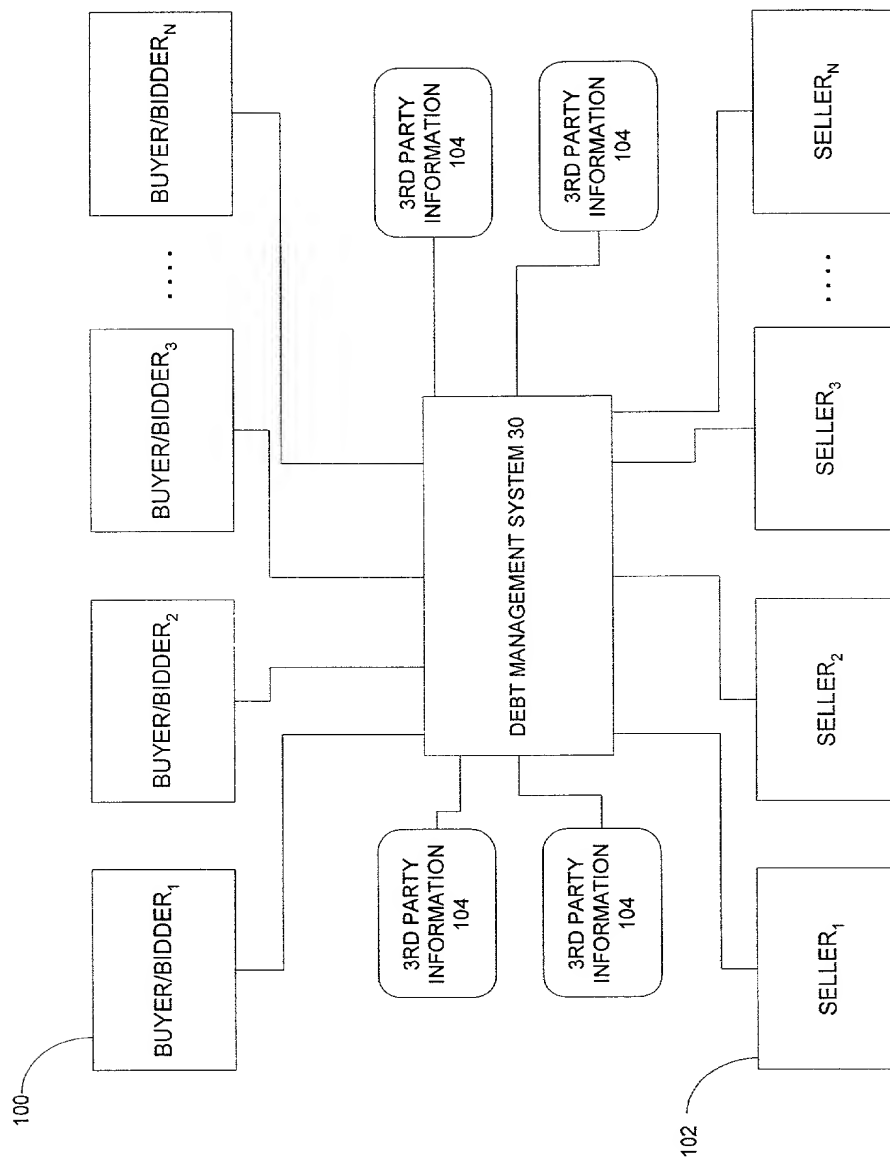 100
BUYER/BIDDER₁
BUYER/BIDDER₂
BUYER/BIDDER₃
....
BUYER/BIDDERₙ
3RD PARTY
INFORMATION
104
3RD PARTY
INFORMATION
104
DEBT MANAGEMENT SYSTEM 30
3RD PARTY
INFORMATION
104
3RD PARTY
INFORMATION
104
102
SELLER₁
SELLER₂
SELLER₃
....
SELLERₙ